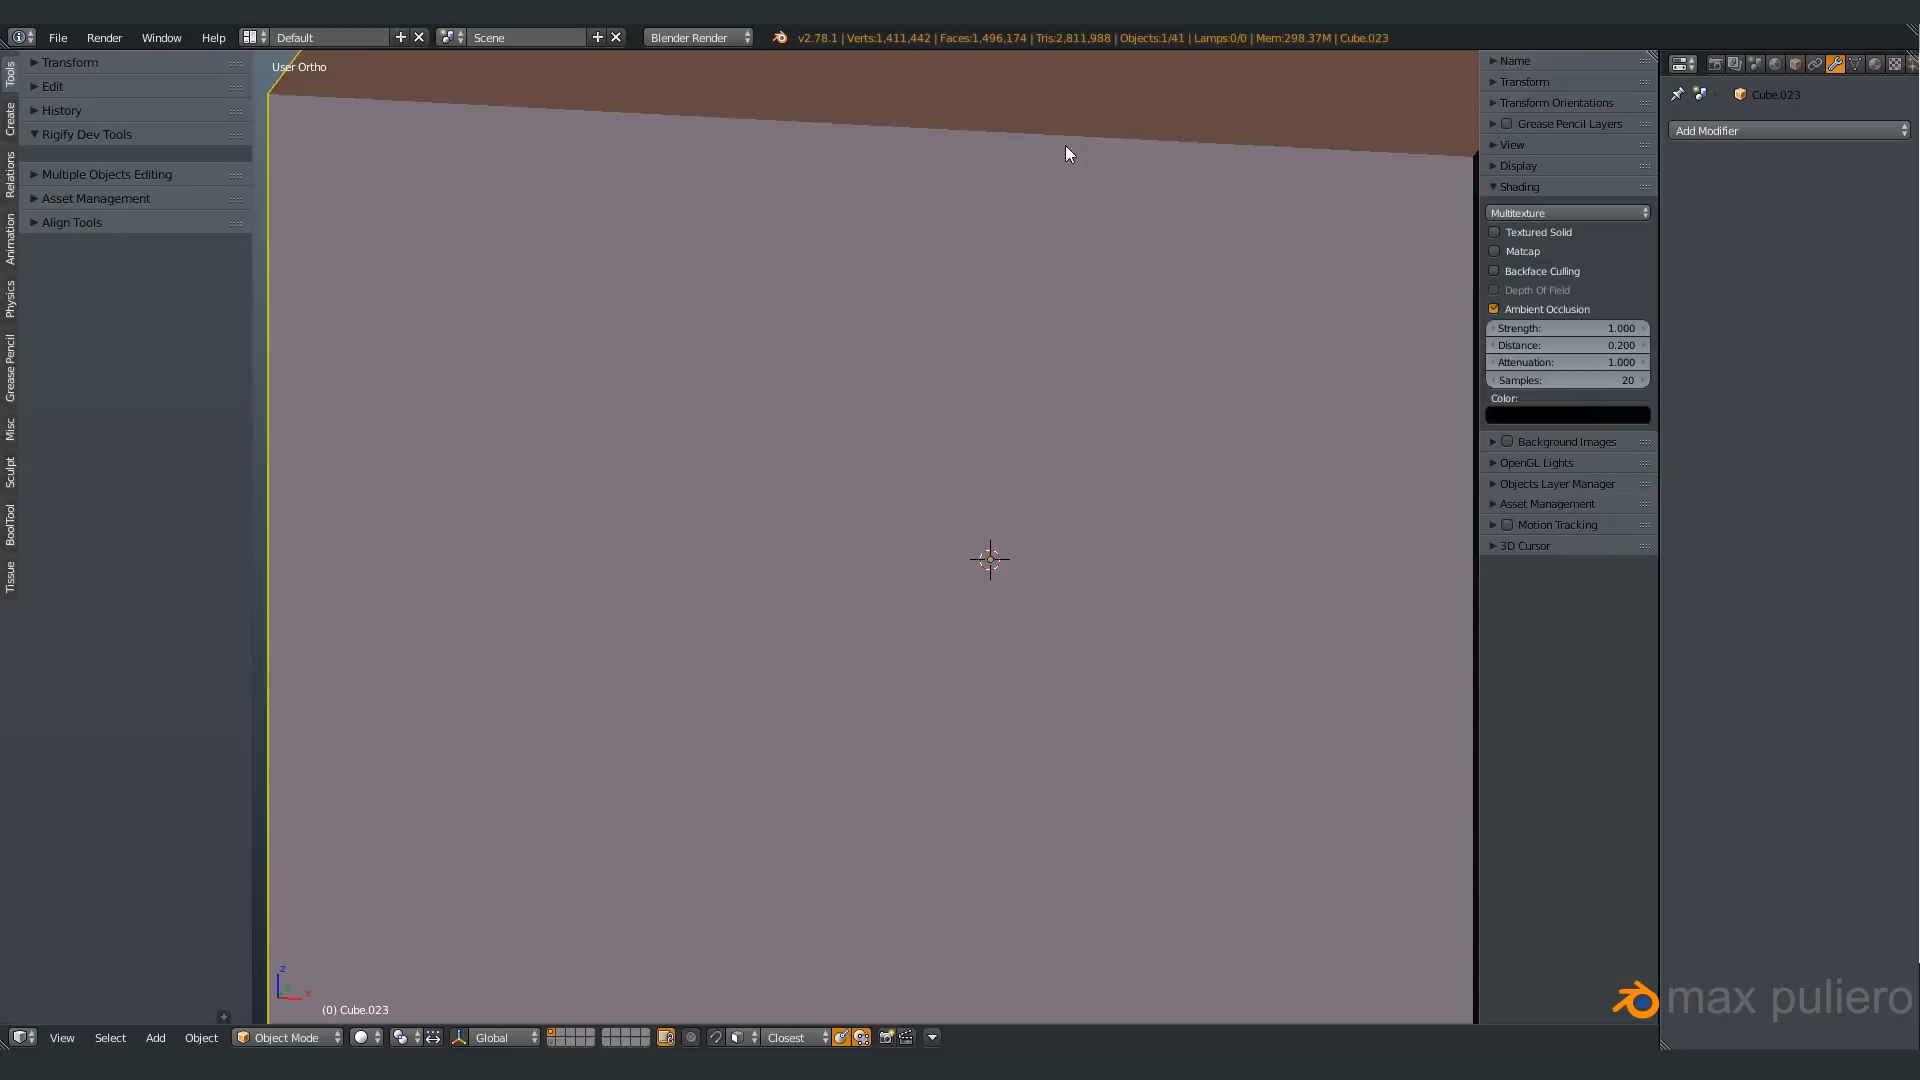 File Render Window Help Default Scene Blender Render v2.78.1 | Verts:1,411,442 | Faces:1,496,174 | Tris:2,811,988 | Objects:1/41 | Lamps:0/0 | Mem:298.37M | Cube.023
Tools
Create
Relations
Animation
Physics
Grease Pencil
Misc
Sculpt
BoolTool
Tissue
Transform
Edit
History
Rigify Dev Tools
Multiple Objects Editing
Asset Management
Align Tools
User Ortho
z
x
(0) Cube.023
Name
Transform
Transform Orientations
Grease Pencil Layers
View
Display
Shading
Multitexture
Textured Solid
Matcap
Backface Culling
Depth Of Field
Ambient Occlusion
Strength: 1.000
Distance: 0.200
Attenuation: 1.000
Samples: 20
Color:
Background Images
OpenGL Lights
Objects Layer Manager
Asset Management
Motion Tracking
3D Cursor
Cube.023
Add Modifier
max puliero
View Select Add Object Object Mode Global Closest